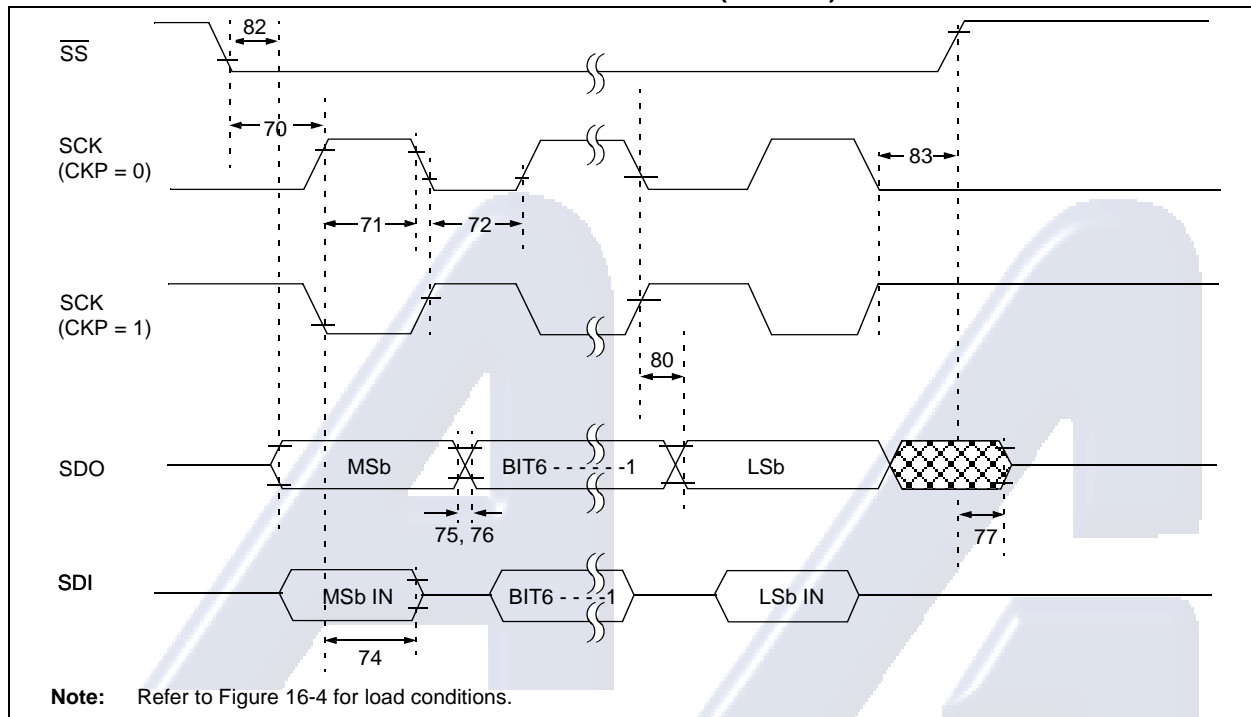 82
SS
70
SCK
(CKP = 0)
83
71
72
SCK
(CKP = 1)
80
SDO
MSb
BIT6 - - - - - -1
LSb
75, 76
77
SDI
MSb IN
BIT6 - - - -1
LSb IN
74
Note: Refer to Figure 16-4 for load conditions.